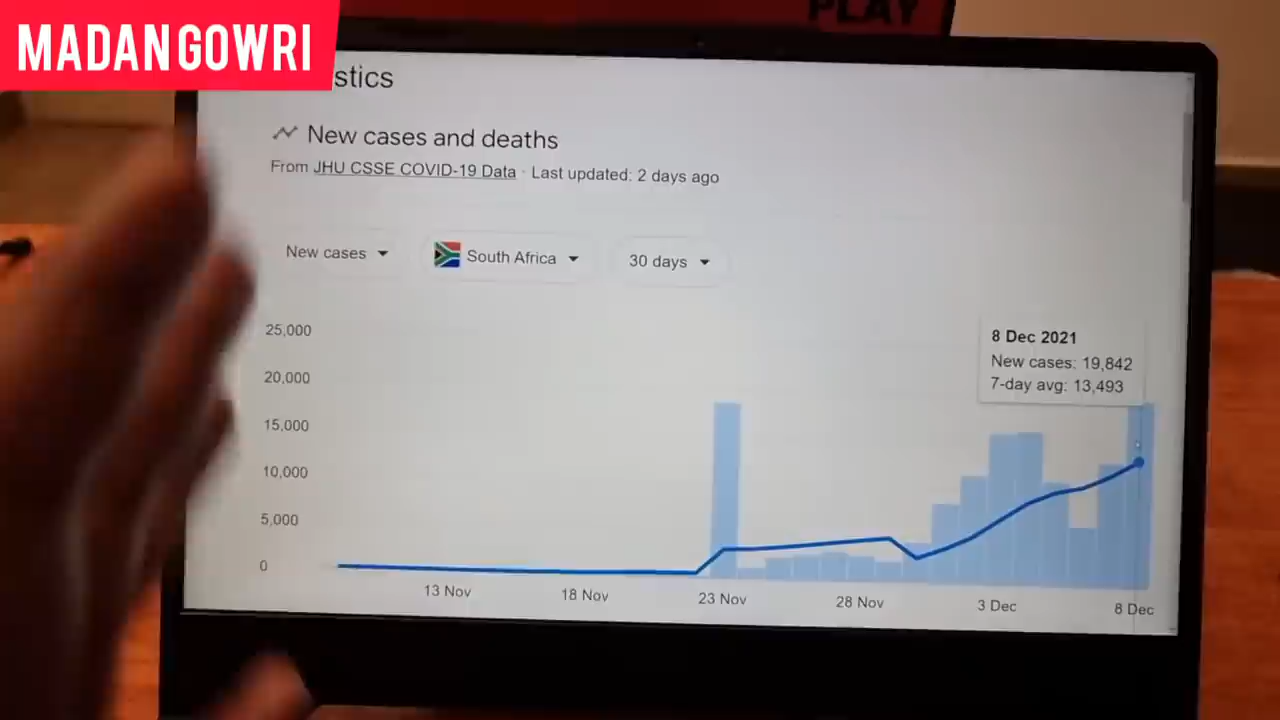 PLAY
MADAN GOWRI
stics
New cases and deaths
From JHU CSSE COVID-19 Data · Last updated: 2 days ago
New cases
South Africa
30 days
25,000
20,000
15,000
10,000
5,000
0
8 Dec 2021
New cases: 19,842
7-day avg: 13,493
13 Nov
18 Nov
23 Nov
28 Nov
3 Dec
8 Dec